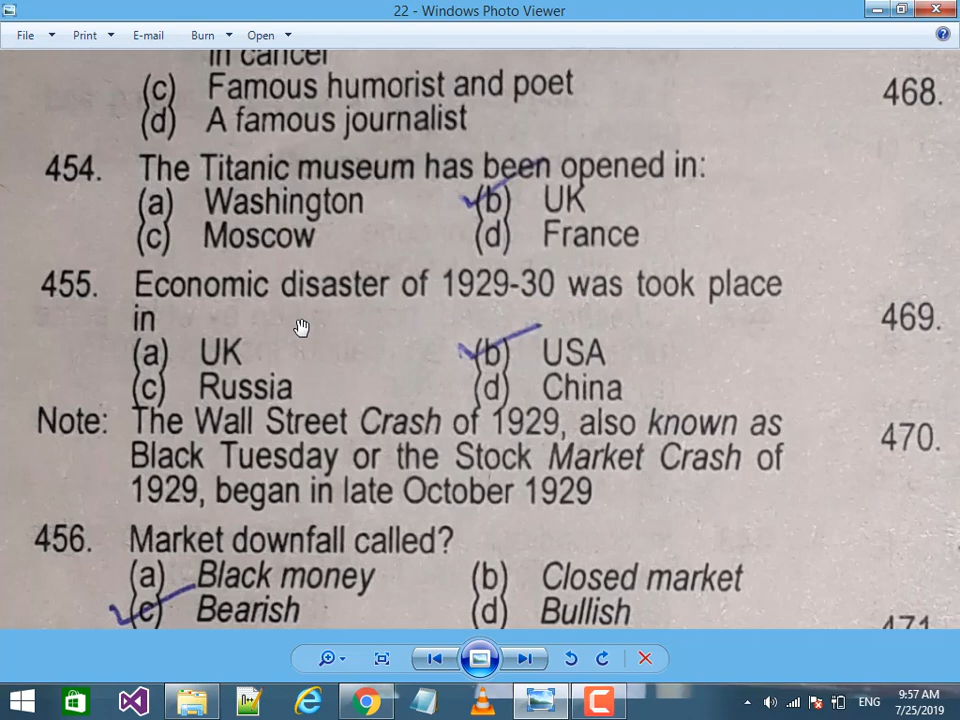 22 - Windows Photo Viewer
File Print E-mail Burn Open
in cancer
(c) Famous humorist and poet
468.
(d) A famous journalist
454. The Titanic museum has been opened in:
(a) Washington (b) UK
(c) Moscow (d) France
455. Economic disaster of 1929-30 was took place
in
469.
(a) UK (b) USA
(c) Russia (d) China
Note: The Wall Street Crash of 1929, also known as
470.
Black Tuesday or the Stock Market Crash of
1929, began in late October 1929
456. Market downfall called?
(a) Black money (b) Closed market
(c) Bearish (d) Bullish
471
9:57 AM
7/25/2019